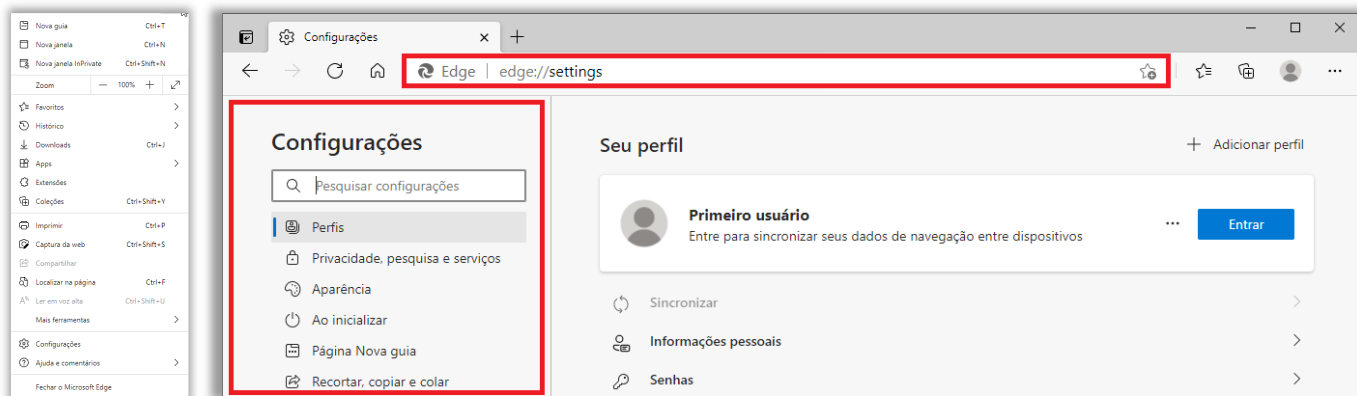 Nova guia Ctrl+T
Nova janela Ctrl+N
Nova janela InPrivate Ctrl+Shift+N
Zoom — 100% +
Favoritos
Histórico
Downloads Ctrl+J
Apps
Extensões
Coleções Ctrl+Shift+Y
Imprimir Ctrl+P
Captura da web Ctrl+Shift+S
Compartilhar
Localizar na página Ctrl+F
Ler em voz alta Ctrl+Shift+U
Mais ferramentas
Configurações
Ajuda e comentários
Fechar o Microsoft Edge
Configurações
Edge | edge://settings
Configurações
Pesquisar configurações
Perfis
Privacidade, pesquisa e serviços
Aparência
Ao inicializar
Página Nova guia
Recortar, copiar e colar
Seu perfil
Adicionar perfil
Primeiro usuário
Entre para sincronizar seus dados de navegação entre dispositivos
Entrar
Sincronizar
Informações pessoais
Senhas